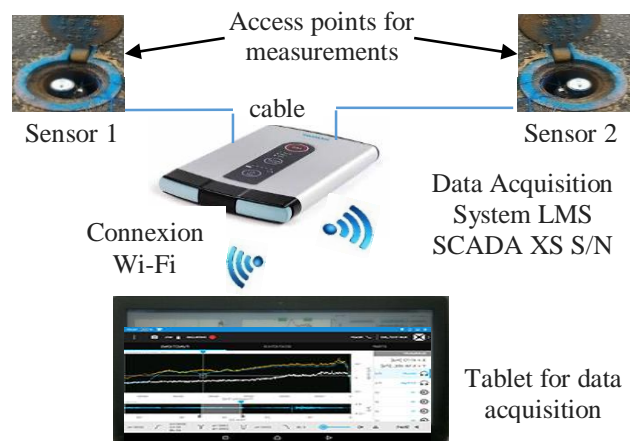 Access points for
measurements
cable
Sensor 1
Sensor 2
Data Acquisition
System LMS
SCADA XS S/N
Connexion
Wi-Fi
Tablet for data
acquisition